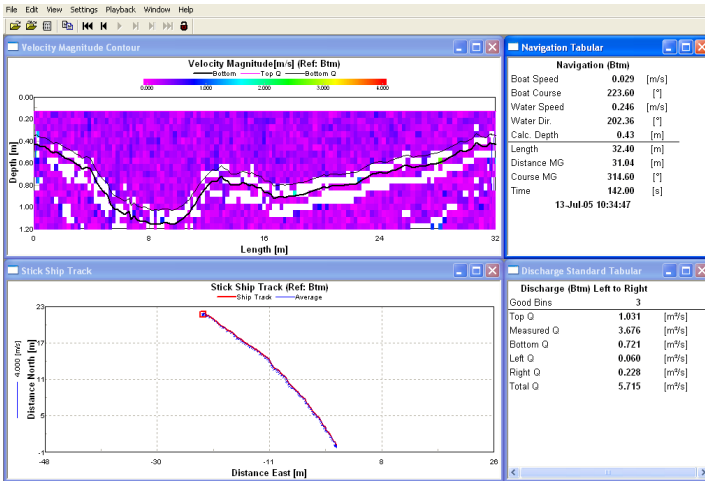 File Edit View Settings Playback Window Help
Velocity Magnitude Contour
Velocity Magnitude[m/s] (Ref: Btm)
Bottom Top Q Bottom Q
0.000 1.000 2.000 3.000 4.000
0.00
0.20
0.40
0.60
0.80
1.00
1.20
Depth [m]
0 8 16 24 32
Length [m]
Navigation Tabular
Navigation (Btm)
Boat Speed 0.029 [m/s]
Boat Course 223.60 [°]
Water Speed 0.246 [m/s]
Water Dir. 202.36 [°]
Calc. Depth 0.43 [m]
Length 32.40 [m]
Distance MG 31.04 [m]
Course MG 314.60 [°]
Time 142.00 [s]
13-Jul-05 10:34:47
Stick Ship Track
Stick Ship Track (Ref: Btm)
Ship Track Average
4.000 [m/s]
Distance North [m]
23
17
11
5
-1
-48 -30 -11 8 26
Distance East [m]
Discharge Standard Tabular
Discharge (Btm) Left to Right
Good Bins 3
Top Q 1.031 [m³/s]
Measured Q 3.676 [m³/s]
Bottom Q 0.721 [m³/s]
Left Q 0.060 [m³/s]
Right Q 0.228 [m³/s]
Total Q 5.715 [m³/s]